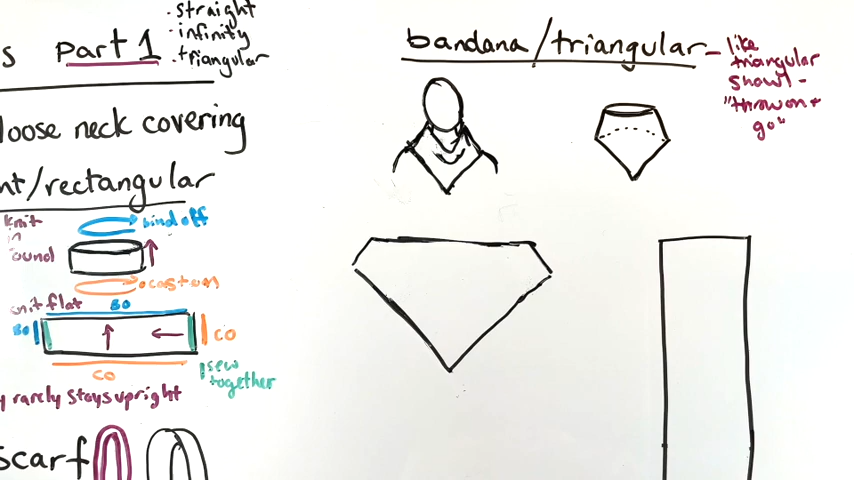 s Part 1
· straight
· infinity
· triangular
loose neck covering
nt/rectangular
knit
in
ound
bind off
cast on
nit flat
BO
BO
CO
CO
sew
together
y rarely stays upright
scarf
bandana/triangular
- like
triangular
shawl -
"throw on +
go"